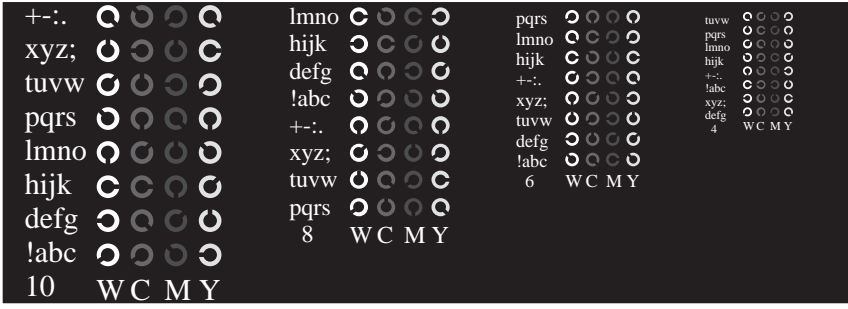 +-:.
xyz;
tuvw
pqrs
lmno
hijk
defg
!abc
10 W C M Y
lmno
hijk
defg
!abc
+-:.
xyz;
tuvw
pqrs
8 W C M Y
pqrs
lmno
hijk
+-:.
xyz;
tuvw
defg
!abc
6 W C M Y
tuvw
pqrs
lmno
hijk
+-:.
!abc
xyz;
defg
4 W C M Y